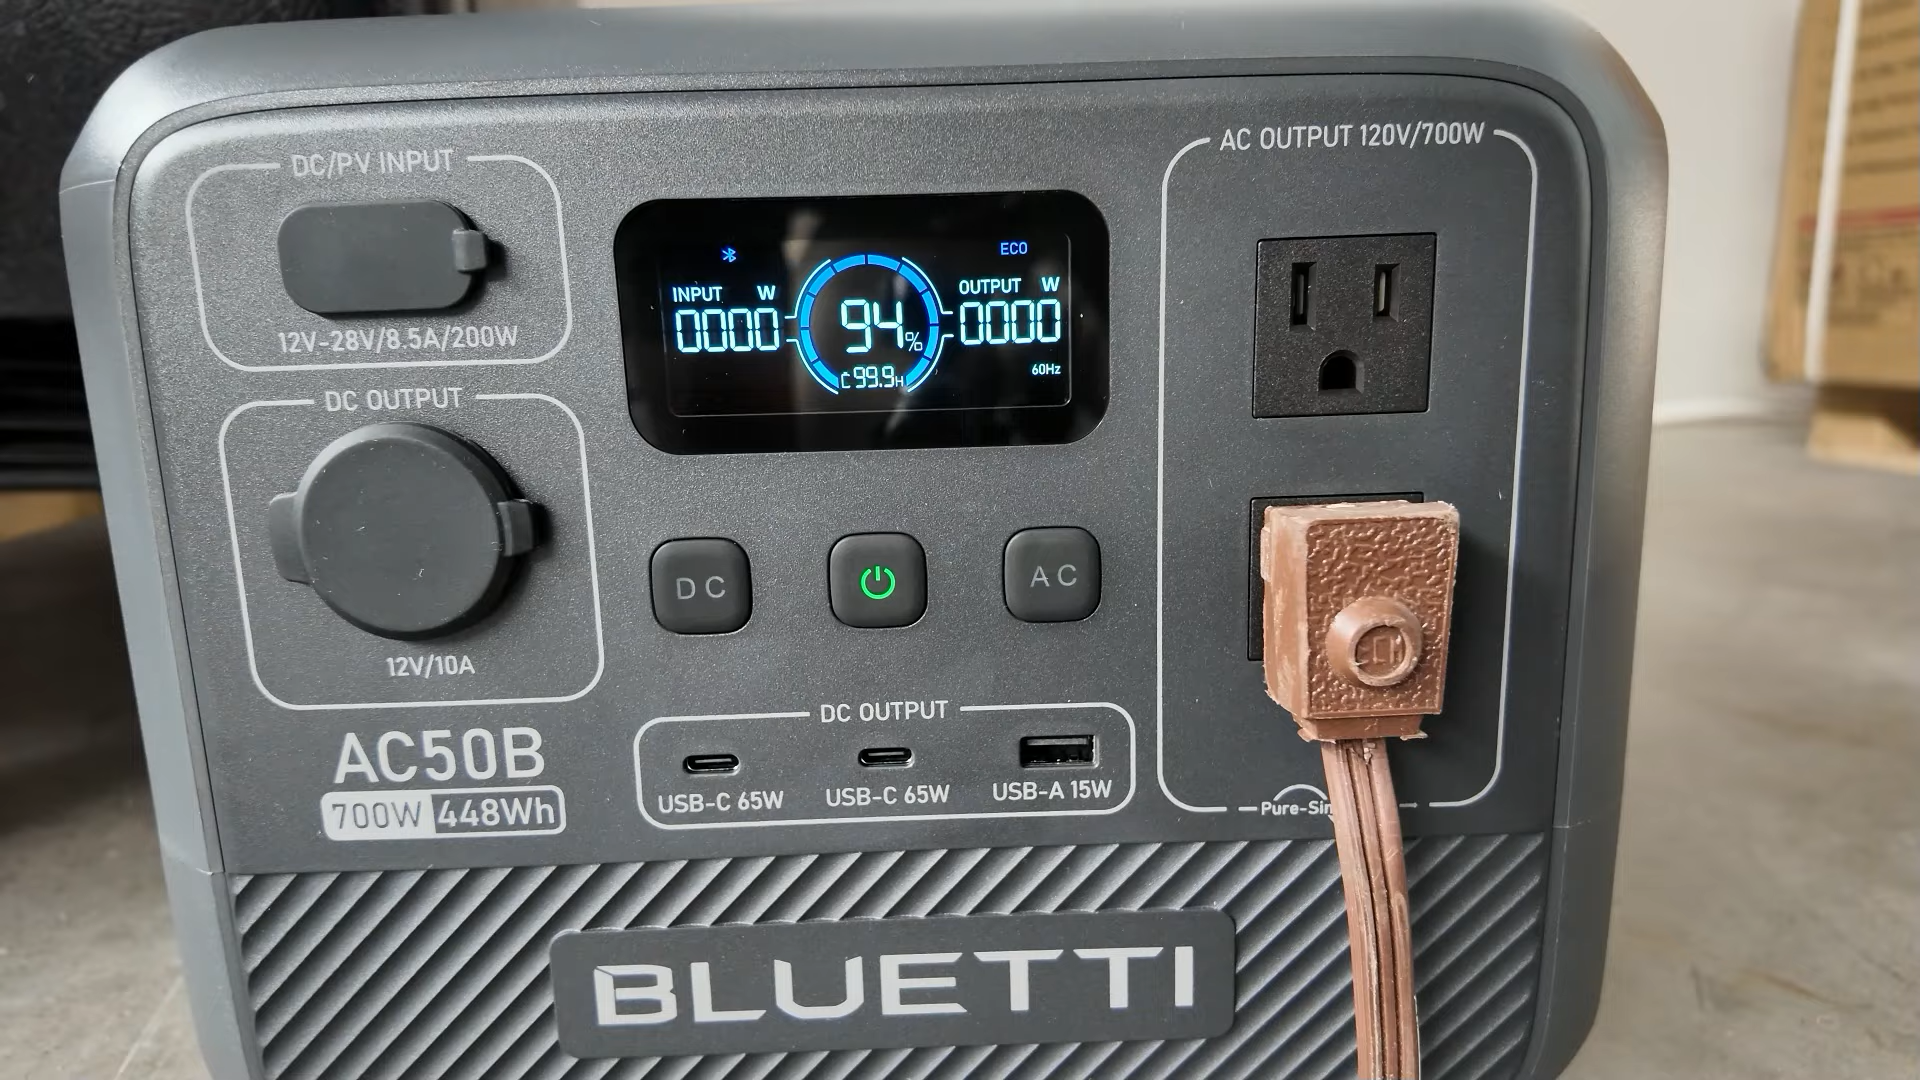 DC/PV INPUT
12V-28V/8.5A/200W
DC OUTPUT
12V/10A
AC50B
700W 448Wh
ECO
INPUT W
0000
94%
99.9H
OUTPUT W
0000
60Hz
DC
AC
DC OUTPUT
USB-C 65W
USB-C 65W
USB-A 15W
AC OUTPUT 120V/700W
BLUETTI